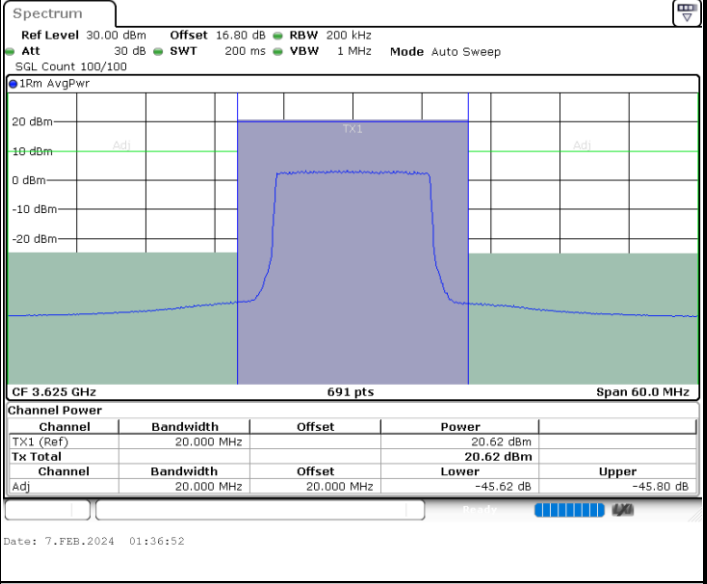 Spectrum
Ref Level 30.00 dBm Offset 16.80 dB RBW 200 kHz
Att 30 dB SWT 200 ms VBW 1 MHz Mode Auto Sweep
SGL Count 100/100
1Rm AvgPwr
20 dBm
TX1
10 dBm
Adj
Adj
0 dBm
-10 dBm
-20 dBm
CF 3.625 GHz 691 pts Span 60.0 MHz
Channel Power
Channel Bandwidth Offset Power
TX1 (Ref) 20.000 MHz 20.62 dBm
Tx Total 20.62 dBm
Channel Bandwidth Offset Lower Upper
Adj 20.000 MHz 20.000 MHz -45.62 dB -45.80 dB
Ready
Date: 7.FEB.2024 01:36:52